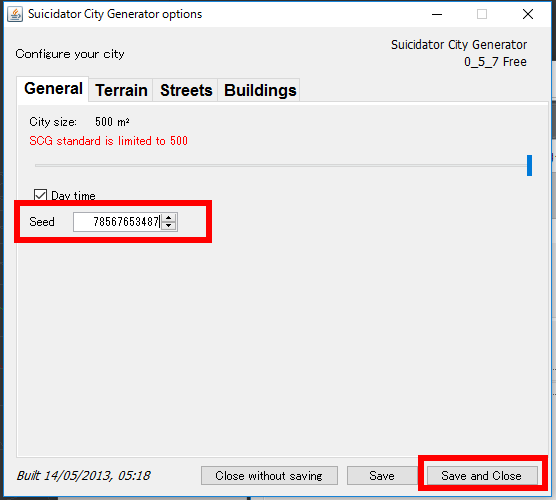 Suicidator City Generator options
Configure your city
Suicidator City Generator
0_5_7 Free
General Terrain Streets Buildings
City size: 500 m²
SCG standard is limited to 500
Day time
Seed 78567653487
Built 14/05/2013, 05:18 Close without saving Save Save and Close